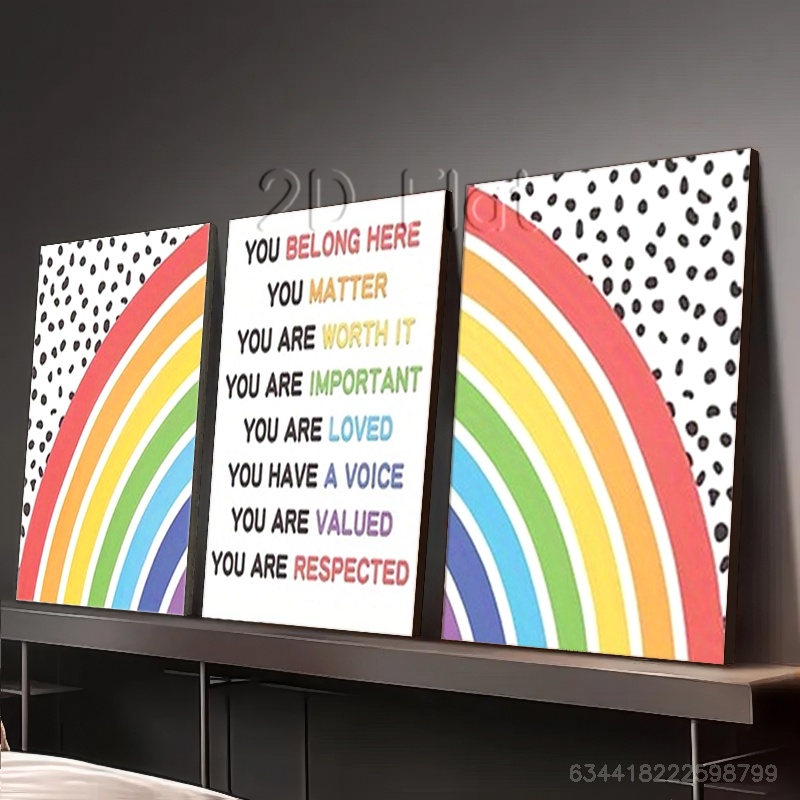 2D Flat
YOU BELONG HERE
YOU MATTER
YOU ARE WORTH IT
YOU ARE IMPORTANT
YOU ARE LOVED
YOU HAVE A VOICE
YOU ARE VALUED
YOU ARE RESPECTED
634418222598799